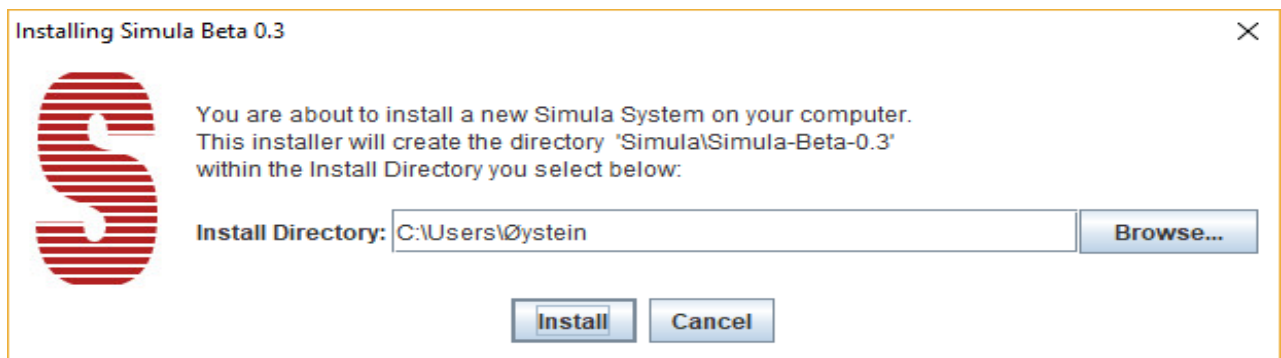 Installing Simula Beta 0.3
S
You are about to install a new Simula System on your computer.
This installer will create the directory 'Simula\Simula-Beta-0.3'
within the Install Directory you select below:
Install Directory: C:\Users\Øystein Browse...
Install Cancel